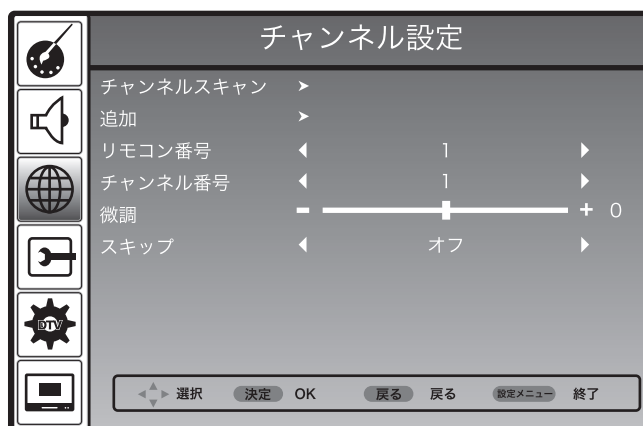 チャンネル設定
チャンネルスキャン ➤
追加 ➤
リモコン番号 ◀ 1 ▶
チャンネル番号 ◀ 1 ▶
微調 - + 0
スキップ ◀ オフ ▶
DTV
選択 決定 OK 戻る 戻る 設定メニュー 終了